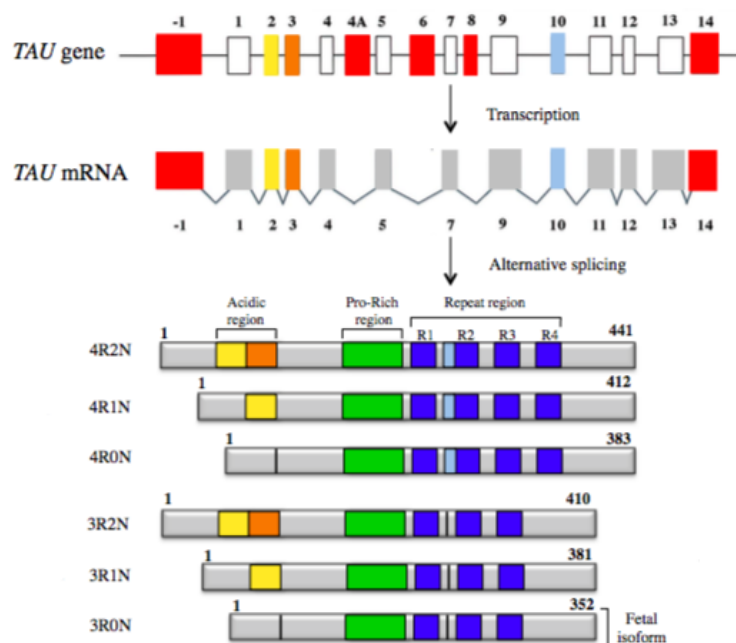 -1 1 2 3 4 4A 5 6 7 8 9 10 11 12 13 14
TAU gene
Transcription
TAU mRNA
-1 1 2 3 4 5 7 9 10 11 12 13 14
Alternative splicing
Acidic region
Pro-Rich region
Repeat region
R1 R2 R3 R4
4R2N 1 441
4R1N 1 412
4R0N 1 383
3R2N 1 410
3R1N 1 381
3R0N 1 352
Fetal isoform